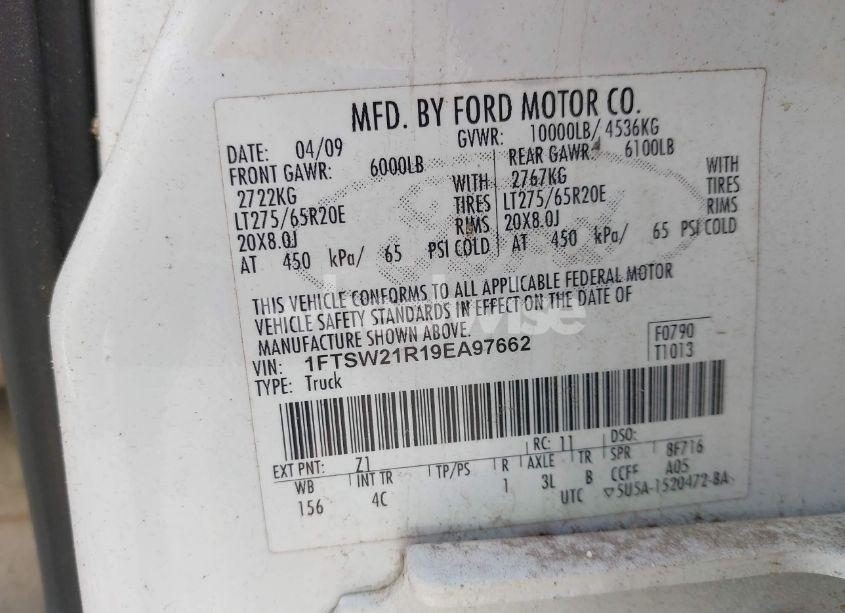 MFD. BY FORD MOTOR CO.
DATE: 04/09 GVWR: 10000LB/ 4536KG
FRONT GAWR: 6000LB REAR GAWR: 6100LB
2722KG WITH 2767KG WITH
LT275/65R20E TIRES LT275/65R20E TIRES
20X8.0J RIMS 20X8.0J RIMS
AT 450 kPa/ 65 PSI COLD AT 450 kPa/ 65 PSI COLD
THIS VEHICLE CONFORMS TO ALL APPLICABLE FEDERAL MOTOR
VEHICLE SAFETY STANDARDS IN EFFECT ON THE DATE OF
MANUFACTURE SHOWN ABOVE.
VIN: 1FTSW21R19EA97662 F0790
TYPE: Truck T1013
EXT PNT: Z1 RC: 11 DSO:
WB INT TR TP/PS R AXLE TR SPR 8F716
156 4C 1 3L B CCFF A05
UTC ▽5U5A-1520472-BA